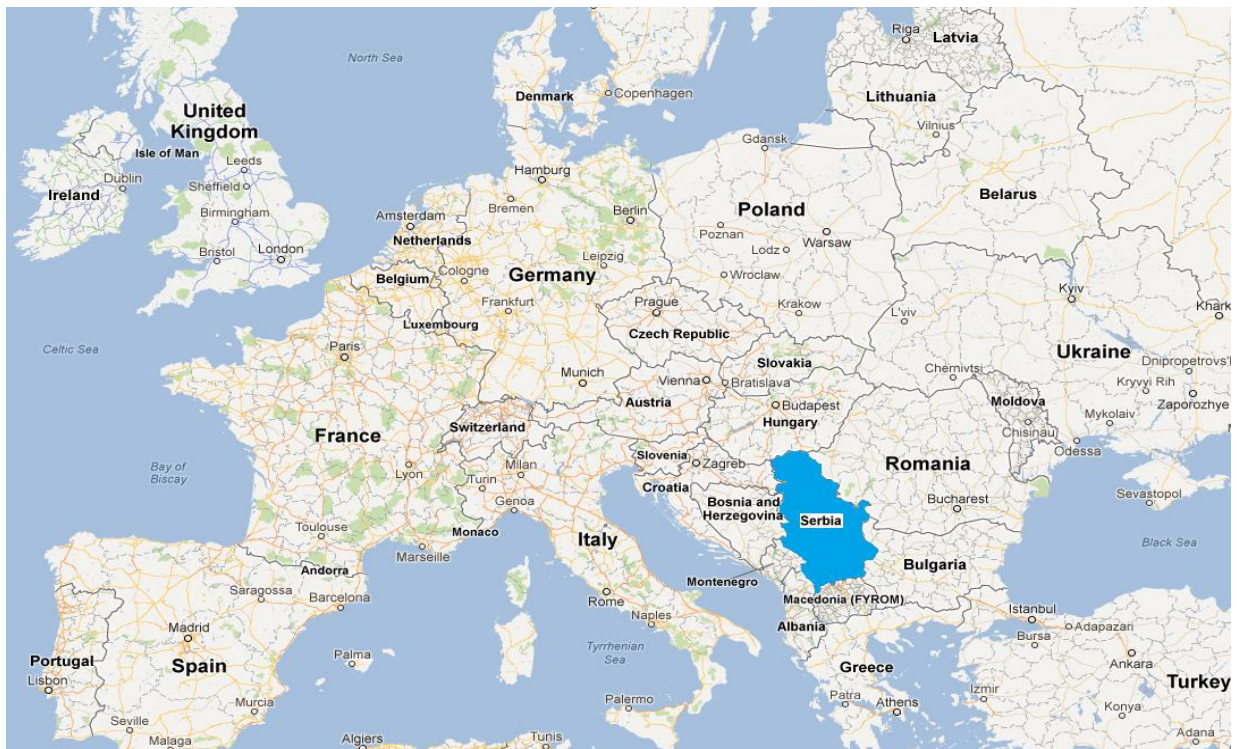 Riga
Latvia
North Sea
Denmark
Copenhagen
Lithuania
Vilnius
United
Kingdom
Isle of Man
Leeds
Dublin
Sheffield
Ireland
Birmingham
Bristol
London
Gdansk
Hamburg
Bremen
Berlin
Amsterdam
Netherlands
Poland
Poznan
Warsaw
Lodz
Belarus
Belgium
Cologne
Germany
Leipzig
Wroclaw
Frankfurt
Prague
Krakow
L'viv
Kyiv
Khark
Luxembourg
Czech Republic
Celtic Sea
Paris
Ukraine
Slovakia
Dnipropetrovs'l
Munich
Vienna
Bratislava
Chernivtsi
Kryvyi Rih
Zaporozhye
Austria
Budapest
Hungary
Moldova
Mykolaiv
Chisinau
Odessa
France
Switzerland
Slovenia
Zagreb
Romania
Bay of
Biscay
Lyon
Milan
Turin
Croatia
Genoa
Bosnia and
Herzegovina
Serbia
Bucharest
Sevastopol
Toulouse
Monaco
Marseille
Italy
Black Sea
Andorra
Bulgaria
Montenegro
Saragossa
Barcelona
Rome
Macedonia (FYROM)
Naples
Albania
Istanbul
Adapazari
Bursa
Madrid
Spain
Portugal
Lisbon
Palma
Tyrrhenian
Sea
Greece
Ankara
Turkey
Murcia
Palermo
Patra
Athens
Izmir
Konya
Seville
Malaga
Algiers
Tunis
Adana